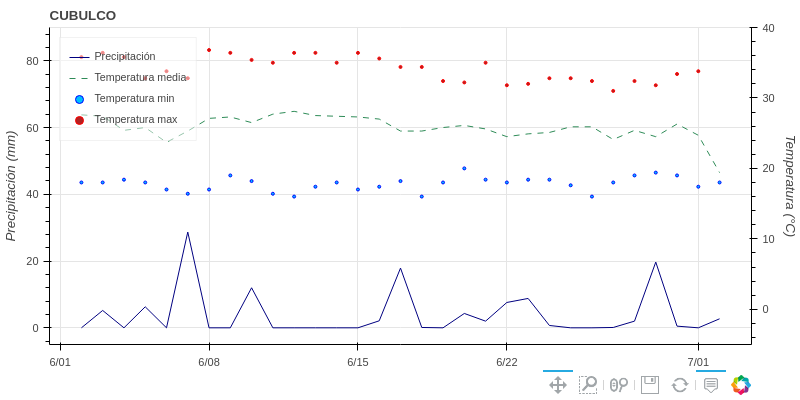 CUBULCO
Precipitación
Temperatura media
Temperatura min
Temperatura max
Precipitación (mm)
80
60
40
20
0
Temperatura (°C)
40
30
20
10
0
6/01
6/08
6/15
6/22
7/01